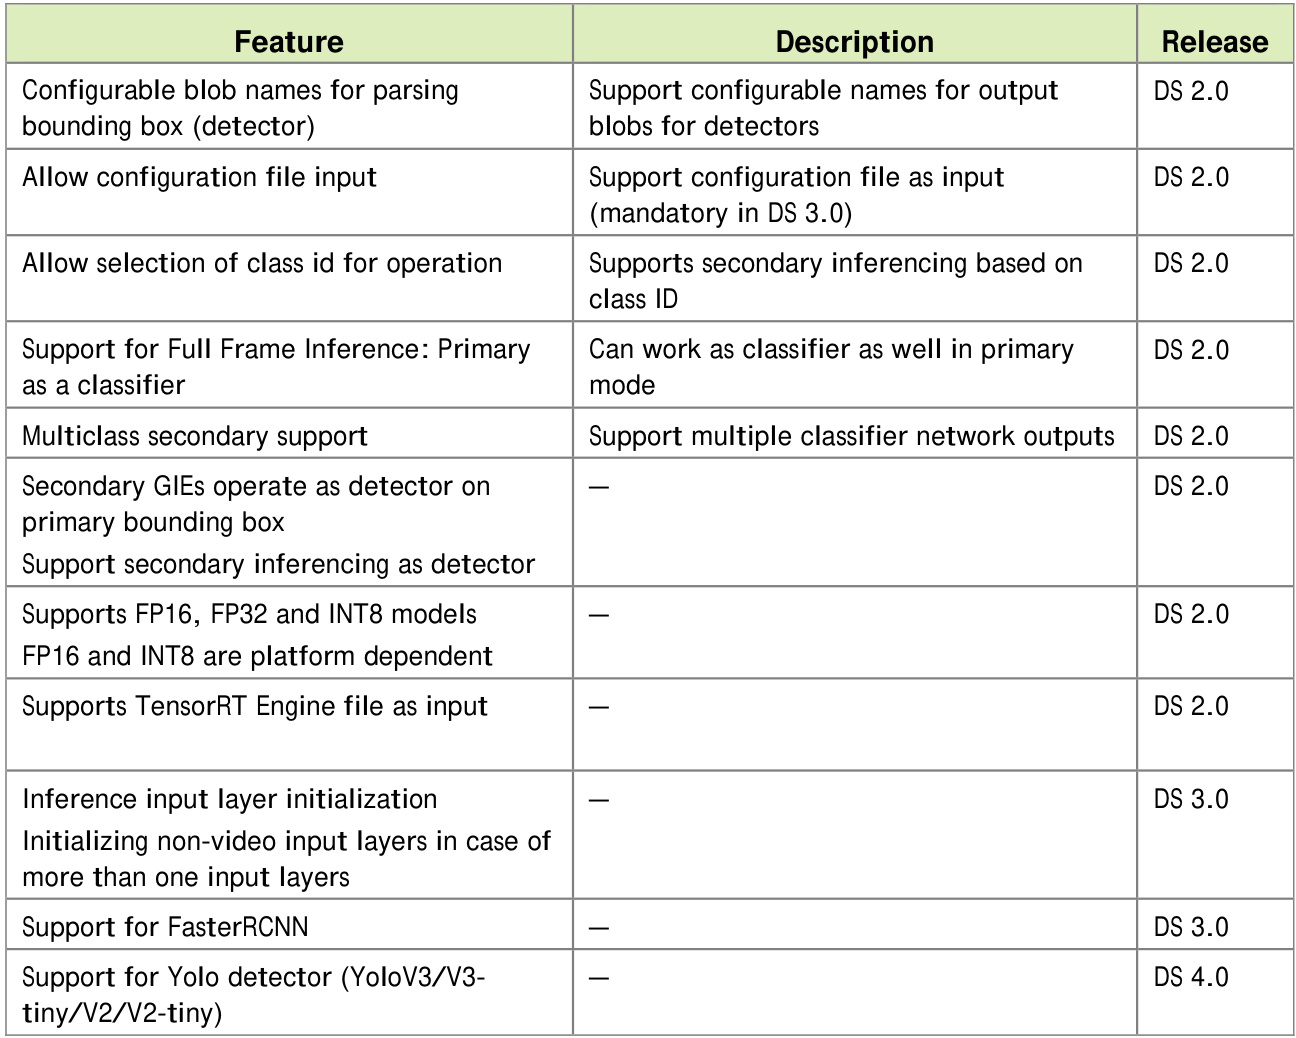 Feature Description Release
Configurable blob names for parsing Support configurable names for output DS 2.0
bounding box (detector) blobs for detectors
Allow configuration file input Support configuration file as input DS 2.0
(mandatory in DS 3.0)
Allow selection of class id for operation Supports secondary inferencing based on DS 2.0
class ID
Support for Full Frame Inference: Primary Can work as classifier as well in primary DS 2.0
as a classifier mode
Multiclass secondary support Support multiple classifier network outputs DS 2.0
Secondary GIEs operate as detector on — DS 2.0
primary bounding box
Support secondary inferencing as detector
Supports FP16, FP32 and INT8 models — DS 2.0
FP16 and INT8 are platform dependent
Supports TensorRT Engine file as input — DS 2.0
Inference input layer initialization — DS 3.0
Initializing non-video input layers in case of
more than one input layers
Support for FasterRCNN — DS 3.0
Support for Yolo detector (YoloV3/V3- — DS 4.0
tiny/V2/V2-tiny)